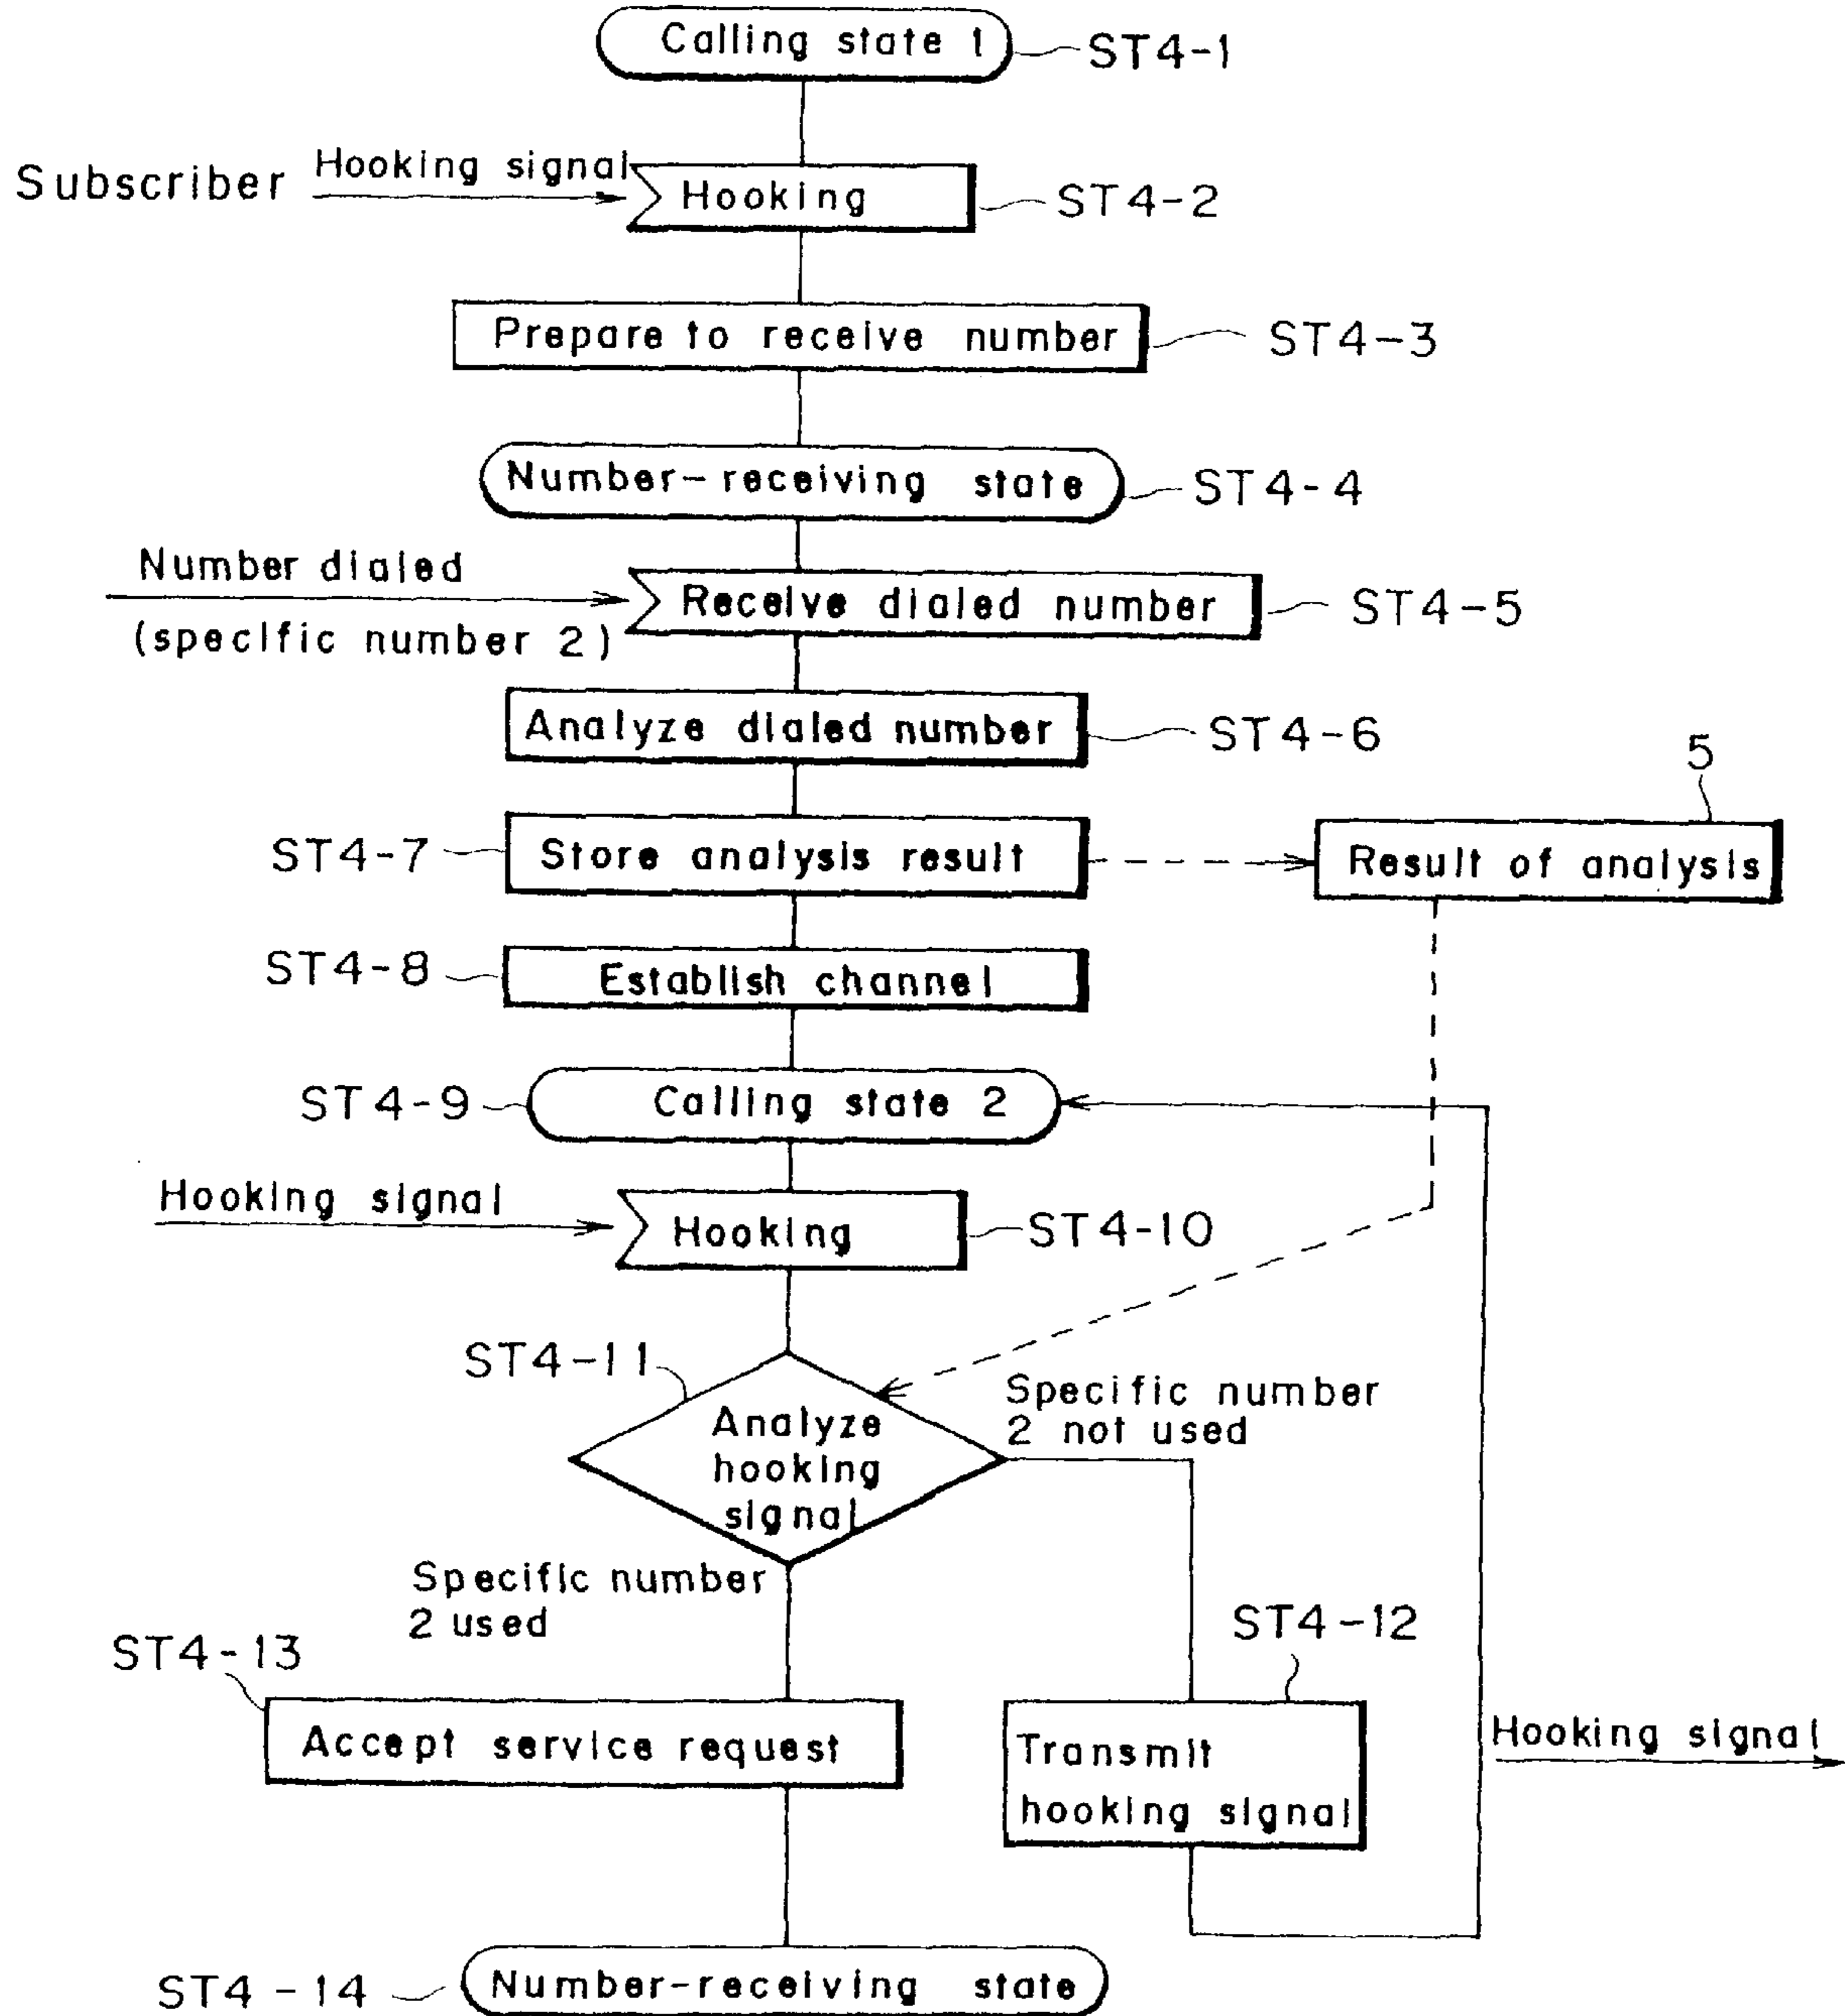 Calling state 1
ST4-1
Subscriber
Hooking signal
Hooking
ST4-2
Prepare to receive number
ST4-3
Number-receiving state
ST4-4
Number dialed
(specific number 2)
Receive dialed number
ST4-5
Analyze dialed number
ST4-6
5
ST4-7
Store analysis result
Result of analysis
ST4-8
Establish channel
ST4-9
Calling state 2
Hooking signal
Hooking
ST4-10
ST4-11
Analyze
hooking
signal
Specific number
2 not used
Specific number
2 used
ST4-13
Accept service request
ST4-12
Transmit
hooking signal
Hooking signal
ST4-14
Number-receiving state